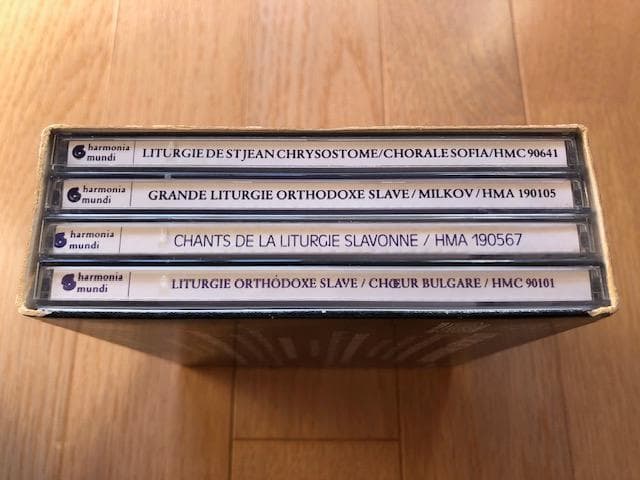 harmonia
mundi
LITURGIE DE ST JEAN CHRYSOSTOME/CHORALE SOFIA/HMC 90641
harmonia
mundi
GRANDE LITURGIE ORTHODOXE SLAVE/MILKOV/HMA 190105
harmonia
mundi
CHANTS DE LA LITURGIE SLAVONNE / HMA 190567
harmonia
mundi
LITURGIE ORTHODOXE SLAVE / CHŒUR BULGARE / HMC 90101